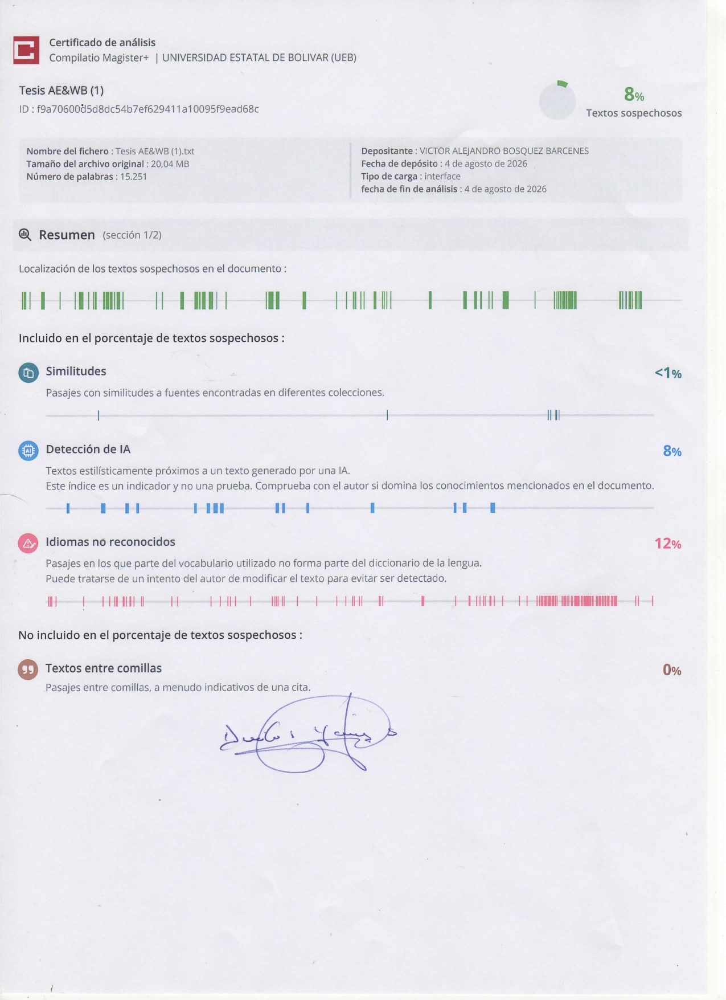 Certificado de análisis
Compilatio Magister+ | UNIVERSIDAD ESTATAL DE BOLIVAR (UEB)
Tesis AE&WB (1)
ID : f9a70600d5d8dc54b7ef629411a10095f9ead68c
8%
Textos sospechosos
Nombre del fichero : Tesis AE&WB (1).txt
Tamaño del archivo original : 20,04 MB
Número de palabras : 15.251
Depositante : VICTOR ALEJANDRO BOSQUEZ BARCENES
Fecha de depósito : 4 de agosto de 2026
Tipo de carga : interface
fecha de fin de análisis : 4 de agosto de 2026
Resumen (sección 1/2)
Localización de los textos sospechosos en el documento :
Incluido en el porcentaje de textos sospechosos :
Similitudes <1%
Pasajes con similitudes a fuentes encontradas en diferentes colecciones.
AI
Detección de IA 8%
Textos estilísticamente próximos a un texto generado por una IA.
Este índice es un indicador y no una prueba. Comprueba con el autor si domina los conocimientos mencionados en el documento.
Idiomas no reconocidos 12%
Pasajes en los que parte del vocabulario utilizado no forma parte del diccionario de la lengua.
Puede tratarse de un intento del autor de modificar el texto para evitar ser detectado.
No incluido en el porcentaje de textos sospechosos :
Textos entre comillas 0%
Pasajes entre comillas, a menudo indicativos de una cita.